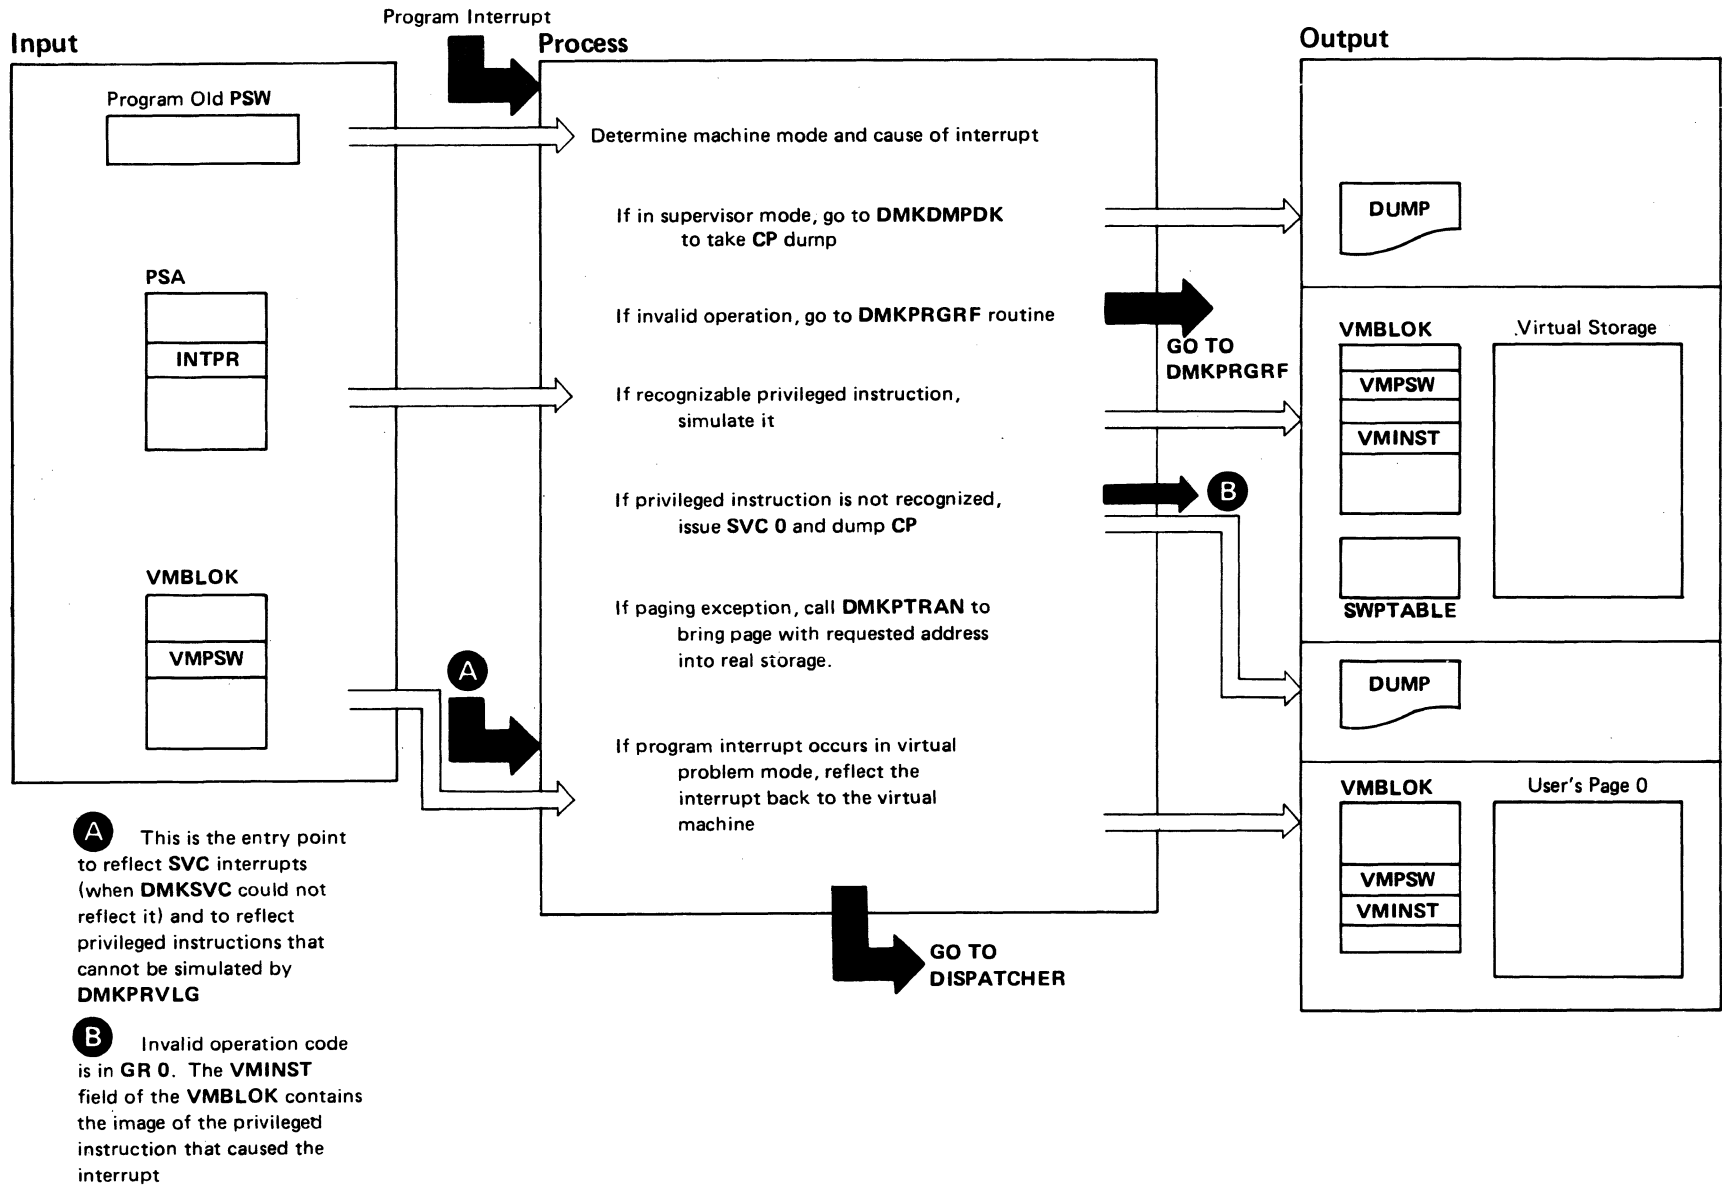 Program Interrupt
Input
Process
Output
Program Old PSW
PSA
INTPR
VMBLOK
VMPSW
Determine machine mode and cause of interrupt
If in supervisor mode, go to DMKDMPDK
to take CP dump
If invalid operation, go to DMKPRGRF routine
If recognizable privileged instruction,
simulate it
If privileged instruction is not recognized,
issue SVC 0 and dump CP
If paging exception, call DMKPTRAN to
bring page with requested address
into real storage.
A
If program interrupt occurs in virtual
problem mode, reflect the
interrupt back to the virtual
machine
GO TO
DISPATCHER
GO TO
DMKPRGRF
B
DUMP
VMBLOK
Virtual Storage
VMPSW
VMINST
SWPTABLE
DUMP
VMBLOK
User's Page 0
VMPSW
VMINST
A This is the entry point
to reflect SVC interrupts
(when DMKSVC could not
reflect it) and to reflect
privileged instructions that
cannot be simulated by
DMKPRVLG
B Invalid operation code
is in GR 0. The VMINST
field of the VMBLOK contains
the image of the privileged
instruction that caused the
interrupt